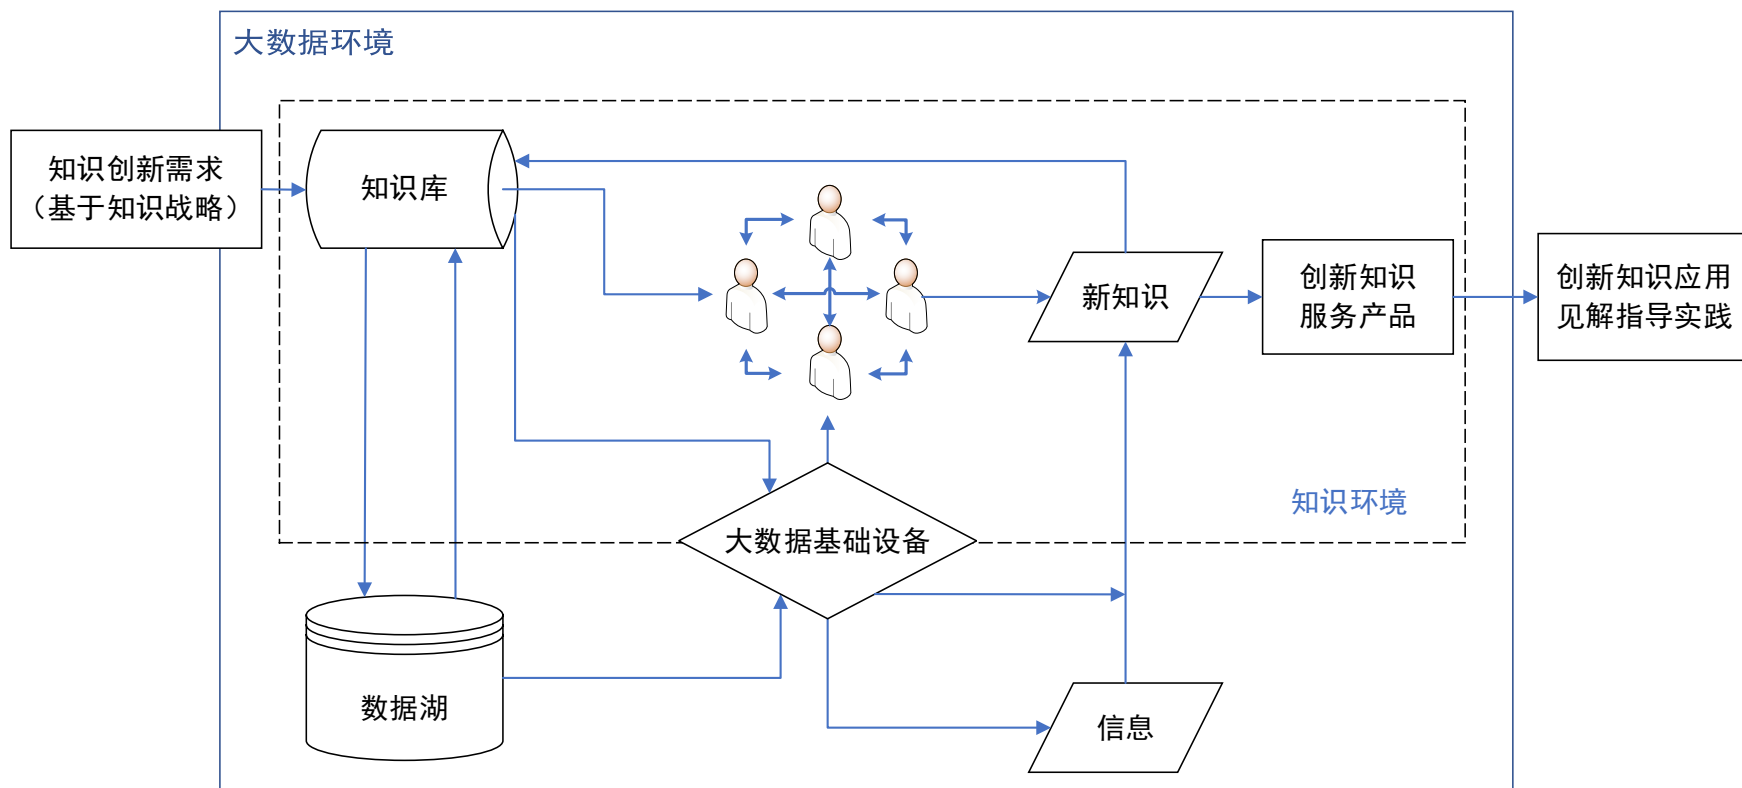 大数据环境
知识创新需求
（基于知识战略）
知识库
新知识
创新知识
服务产品
创新知识应用
见解指导实践
知识环境
大数据基础设备
数据湖
信息